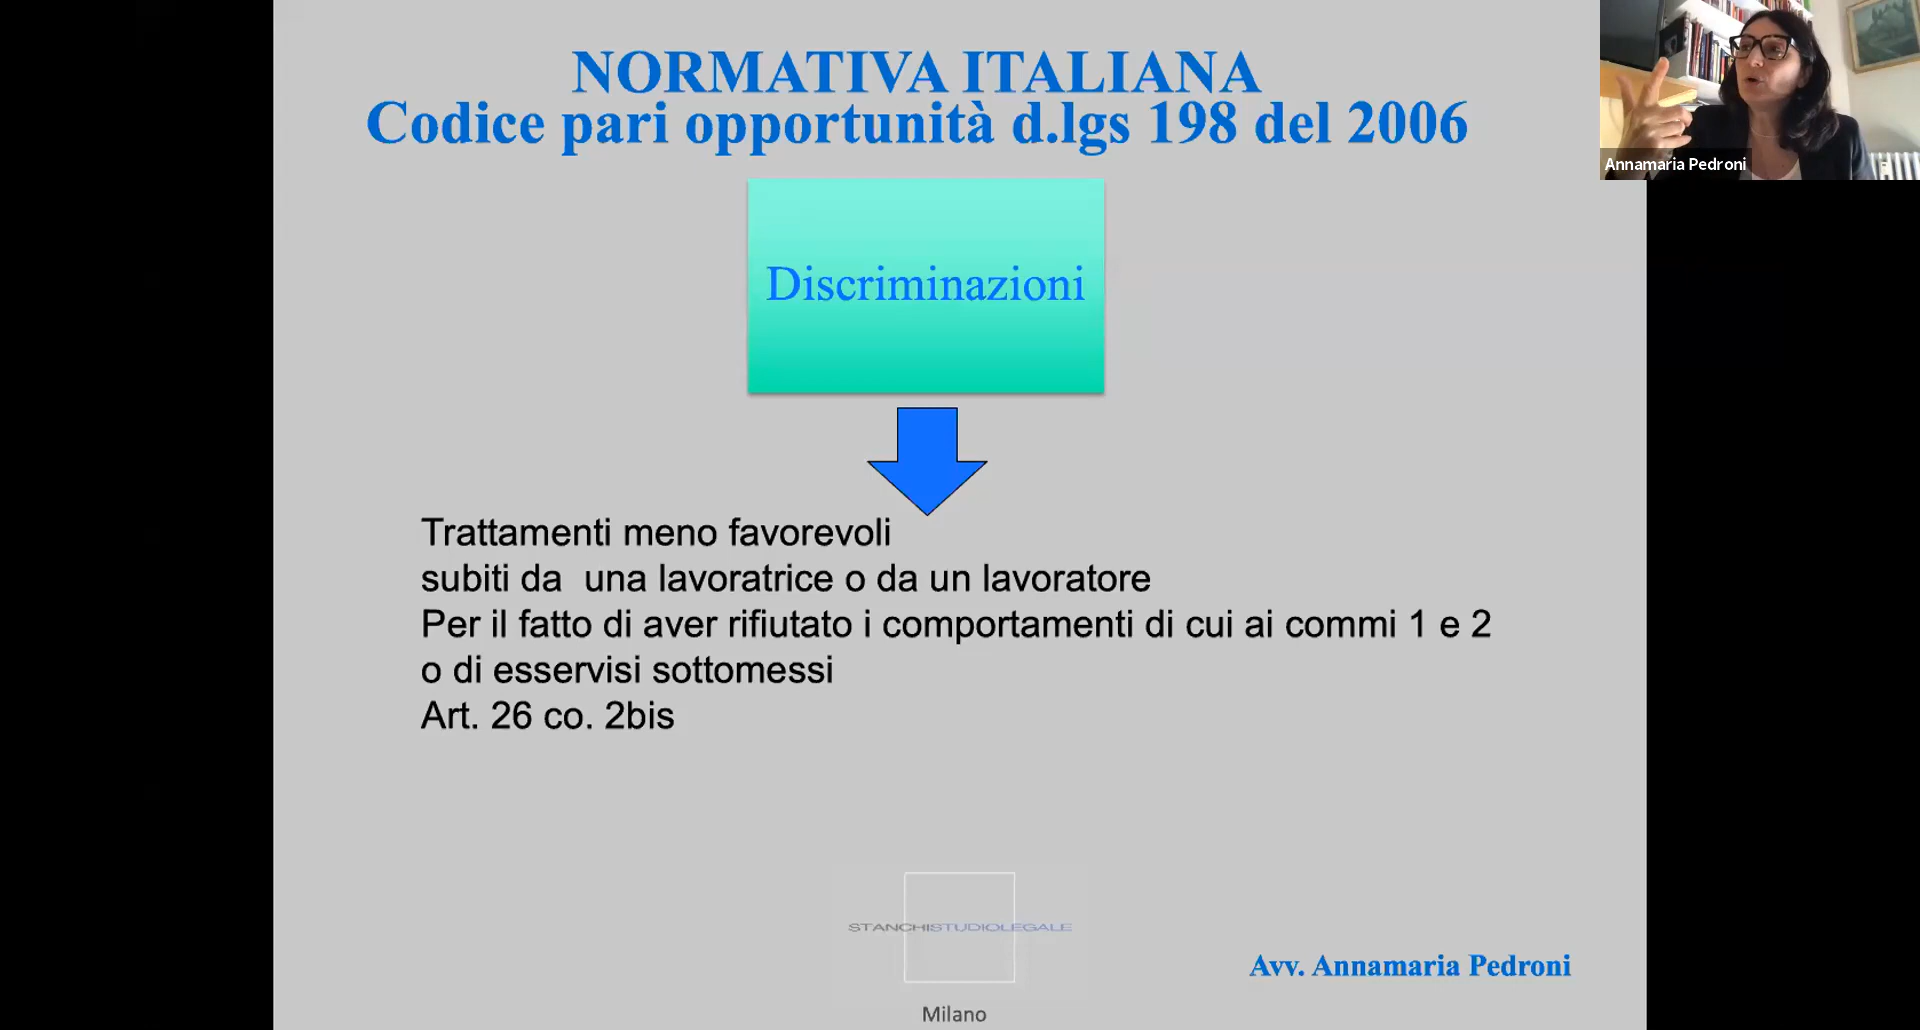 NORMATIVA ITALIANA
Codice pari opportunità d.lgs 198 del 2006
Annamaria Pedroni
Discriminazioni
Trattamenti meno favorevoli
subiti da  una lavoratrice o da un lavoratore
Per il fatto di aver rifiutato i comportamenti di cui ai commi 1 e 2
o di esservisi sottomessi
Art. 26 co. 2bis
STANCHISTUDIOLEGALE
Avv. Annamaria Pedroni
Milano